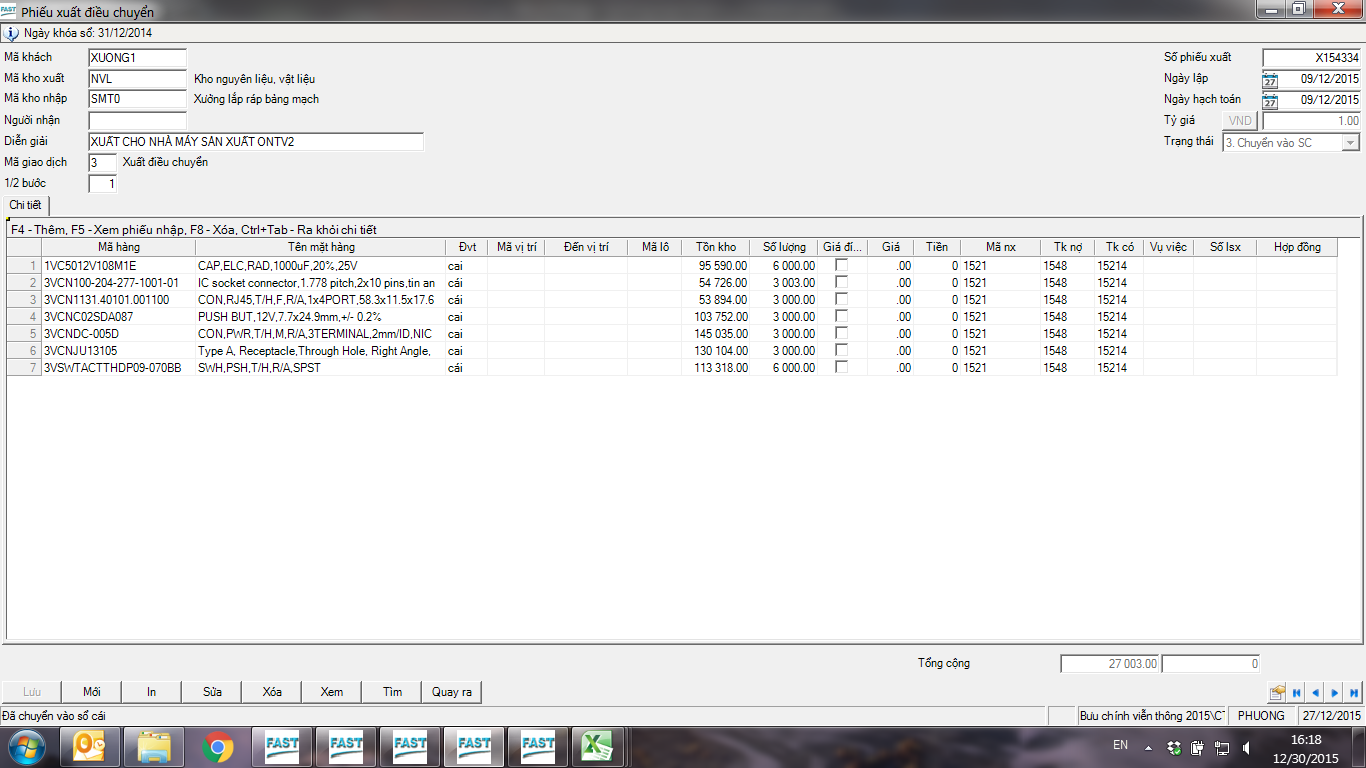 FAST Phiếu xuất điều chuyển
Ngày khóa sổ: 31/12/2014
Mã khách XUONG1 Số phiếu xuất X154334
Mã kho xuất NVL Kho nguyên liệu, vật liệu Ngày lập 27 09/12/2015
Mã kho nhập SMT0 Xưởng lắp ráp bảng mạch Ngày hạch toán 27 09/12/2015
Người nhận Tỷ giá VND 1.00
Diễn giải XUẤT CHO NHÀ MÁY SẢN XUẤT ONTV2 Trạng thái 3. Chuyển vào SC
Mã giao dịch 3 Xuất điều chuyển
1/2 bước 1
Chi tiết
F4 - Thêm, F5 - Xem phiếu nhập, F8 - Xóa, Ctrl+Tab - Ra khỏi chi tiết
Mã hàng Tên mặt hàng Đvt Mã vị trí Đến vị trí Mã lô Tồn kho Số lượng Giá đí... Giá Tiền Mã nx Tk nợ Tk có Vụ việc Số lsx Hợp đồng
1 1VC5012V108M1E CAP,ELC,RAD,1000uF,20%,25V cai 95 590.00 6 000.00 .00 0 1521 1548 15214
2 3VCN100-204-277-1001-01 IC socket connector,1.778 pitch,2x10 pins,tin an cái 54 726.00 3 003.00 .00 0 1521 1548 15214
3 3VCN1131.40101.001100 CON,RJ45,T/H,F,R/A,1x4PORT,58.3x11.5x17.6 cái 53 894.00 3 000.00 .00 0 1521 1548 15214
4 3VCNC02SDA087 PUSH BUT,12V,7.7x24.9mm,+/- 0.2% cai 103 752.00 3 000.00 .00 0 1521 1548 15214
5 3VCNDC-005D CON,PWR,T/H,M,R/A,3TERMINAL,2mm/ID,NIC cai 145 035.00 3 000.00 .00 0 1521 1548 15214
6 3VCNJU13105 Type A, Receptacle,Through Hole, Right Angle, cai 130 104.00 3 000.00 .00 0 1521 1548 15214
7 3VSWTACTTHDP09-070BB SWH,PSH,T/H,R/A,SPST cái 113 318.00 6 000.00 .00 0 1521 1548 15214
Tổng cộng 27 003.00 0
Lưu Mới In Sửa Xóa Xem Tìm Quay ra
Đã chuyển vào sổ cái Bưu chính viễn thông 2015\C PHUONG 27/12/2015
FAST FAST FAST FAST FAST EN 16:18
12/30/2015